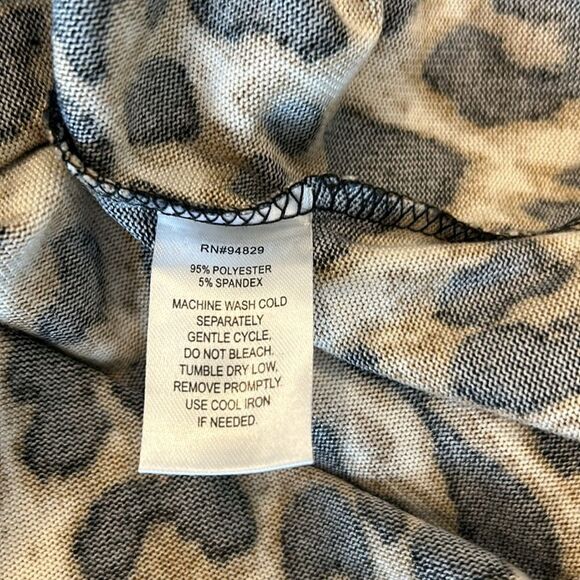 RN#94829
95% POLYESTER
5% SPANDEX
MACHINE WASH COLD
SEPARATELY
GENTLE CYCLE,
DO NOT BLEACH.
TUMBLE DRY LOW,
REMOVE PROMPTLY.
USE COOL IRON
IF NEEDED.